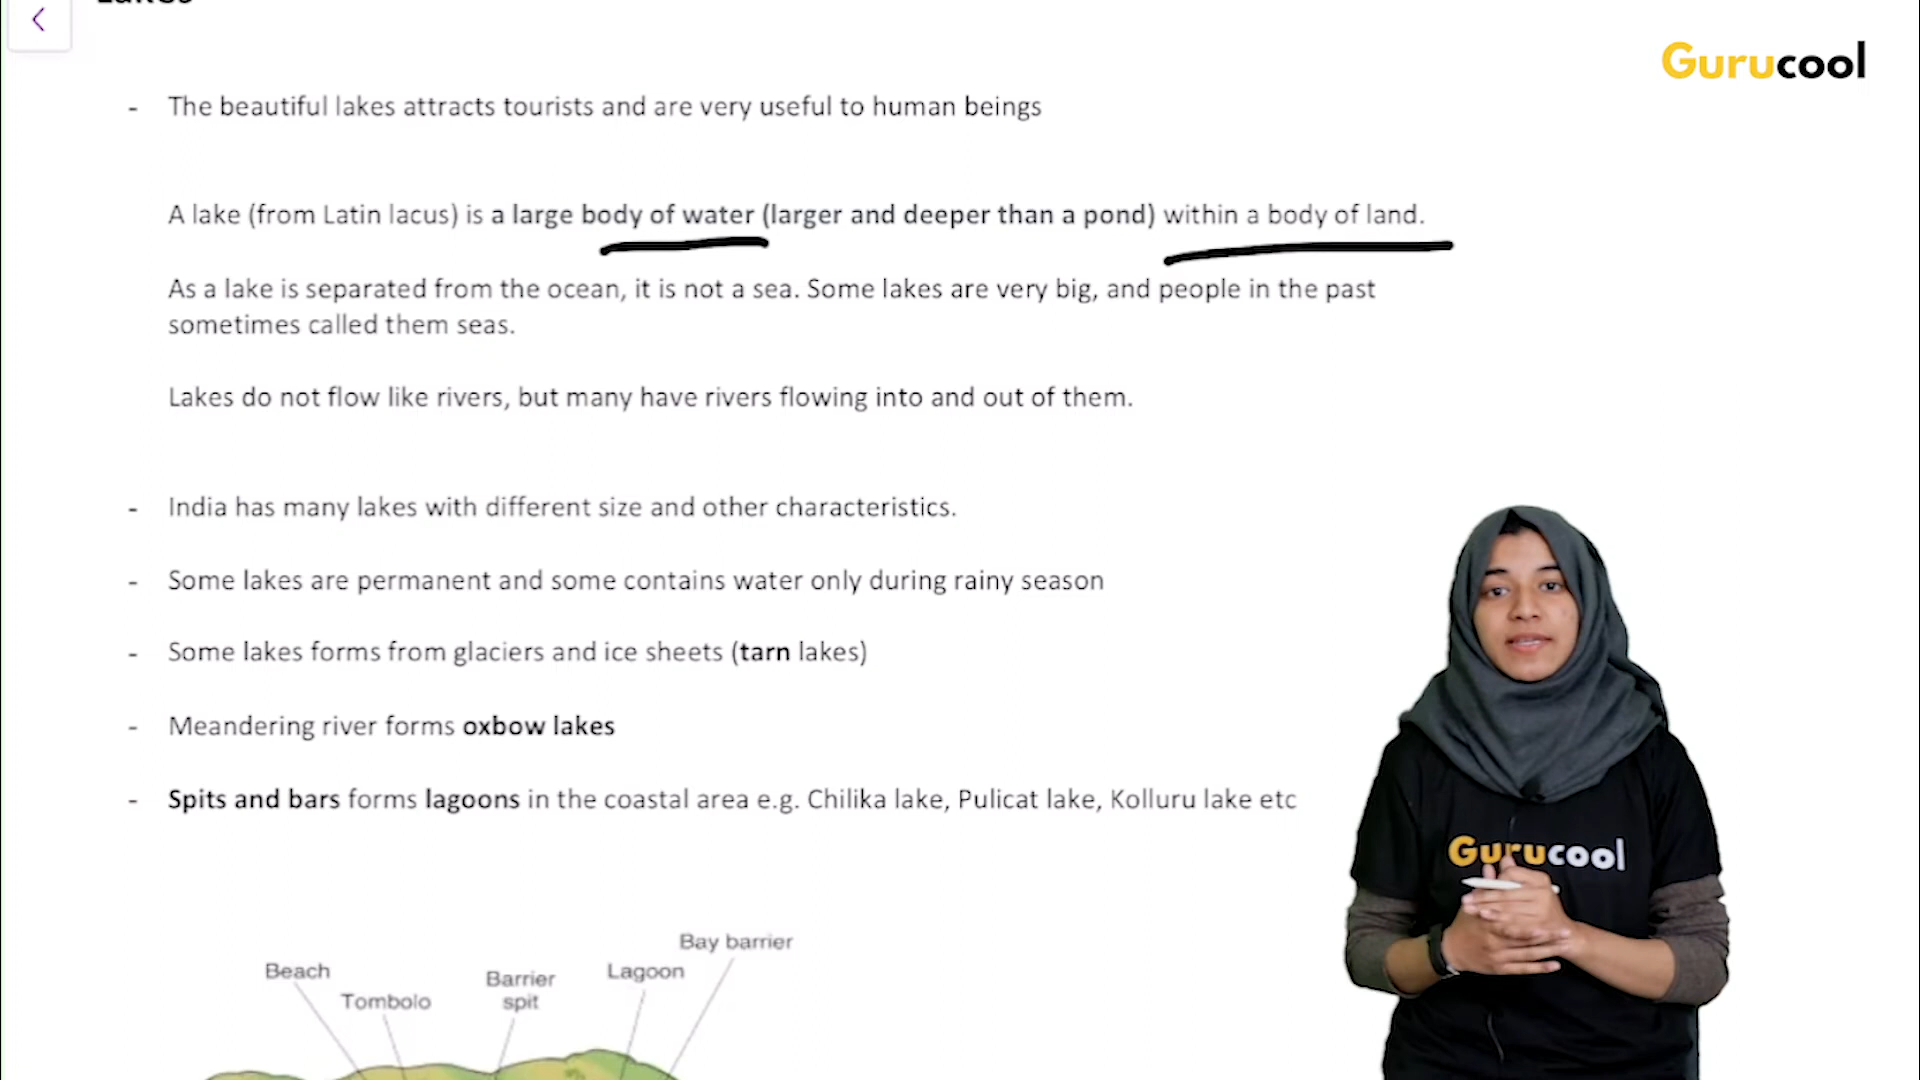 Lakes
Gurucool
- The beautiful lakes attracts tourists and are very useful to human beings
A lake (from Latin lacus) is a large body of water (larger and deeper than a pond) within a body of land.
As a lake is separated from the ocean, it is not a sea. Some lakes are very big, and people in the past
sometimes called them seas.
Lakes do not flow like rivers, but many have rivers flowing into and out of them.
- India has many lakes with different size and other characteristics.
- Some lakes are permanent and some contains water only during rainy season
- Some lakes forms from glaciers and ice sheets (tarn lakes)
- Meandering river forms oxbow lakes
- Spits and bars forms lagoons in the coastal area e.g. Chilika lake, Pulicat lake, Kolluru lake etc
Gurucool
Bay barrier
Beach
Tombolo
Barrier
spit
Lagoon